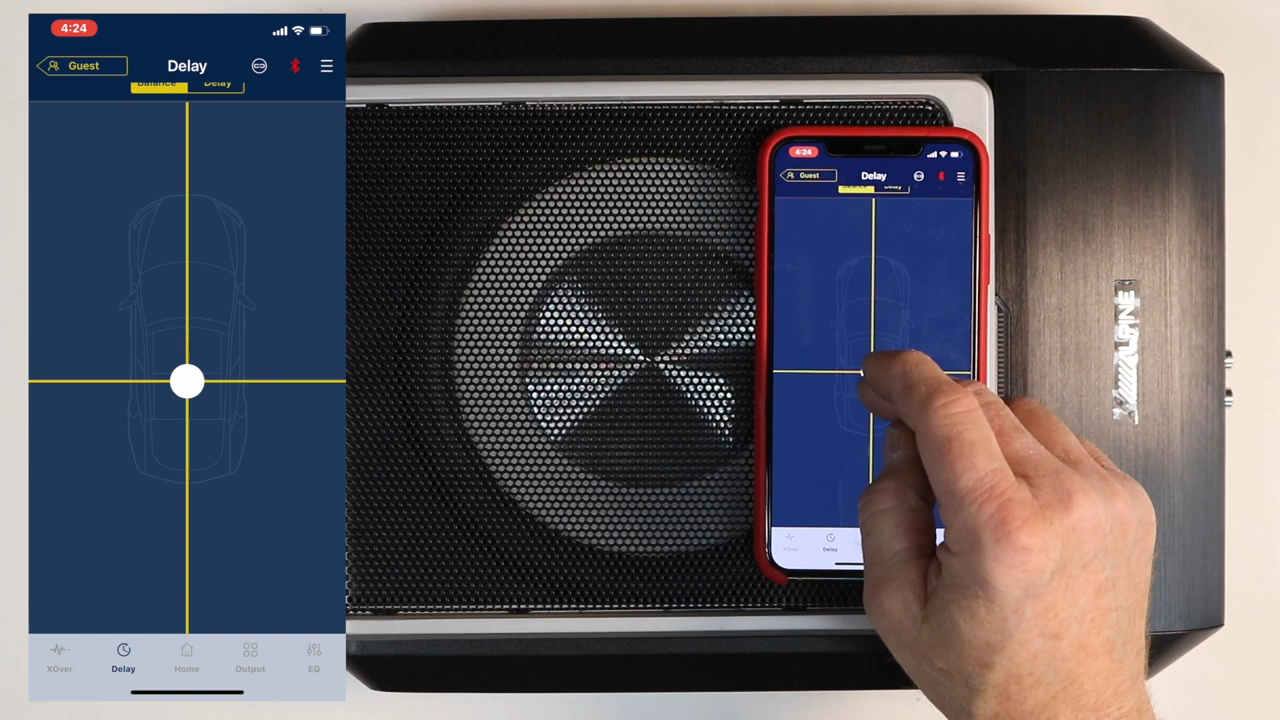 4:24
Guest
Delay
Balance Delay
XOver Delay Home Output EQ
4:24
Guest
Delay
Balance Delay
XOver Delay
ALPINE